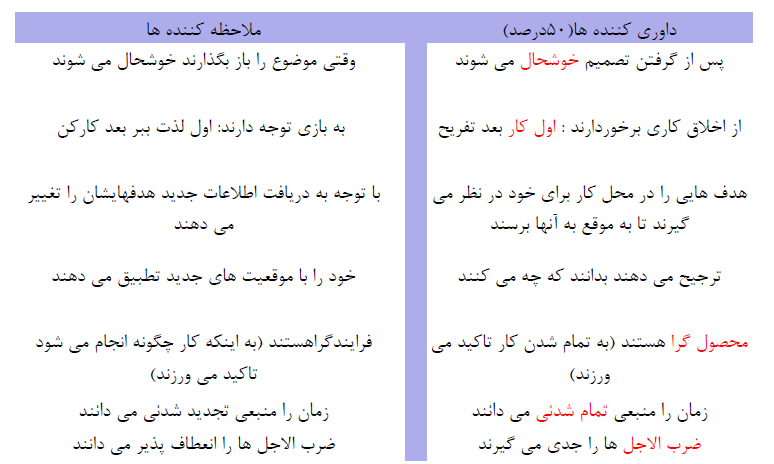 داوری کننده ها(۵۰درصد)
ملاحظه کننده ها
پس از گرفتن تصمیم خوشحال می شوند
وقتی موضوع را باز بگذارند خوشحال می شوند
از اخلاق کاری برخوردارند : اول کار بعد تفریح
به بازی توجه دارند: اول لذت ببر بعد کارکن
هدف هایی را در محل کار برای خود در نظر می
گیرند تا به موقع به آنها برسند
با توجه به دریافت اطلاعات جدید هدفهایشان را تغییر
می دهند
ترجیح می دهند بدانند که چه می کنند
خود را با موقعیت های جدید تطبیق می دهند
محصول گرا هستند (به تمام شدن کار تاکید می
ورزند)
فرایندگراهستند (به اینکه کار چگونه انجام می شود
تاکید می ورزند)
زمان را منبعی تمام شدنی می دانند
زمان را منبعی تجدید شدنی می دانند
ضرب الاجل ها را جدی می گیرند
ضرب الاجل ها را انعطاف پذیر می دانند